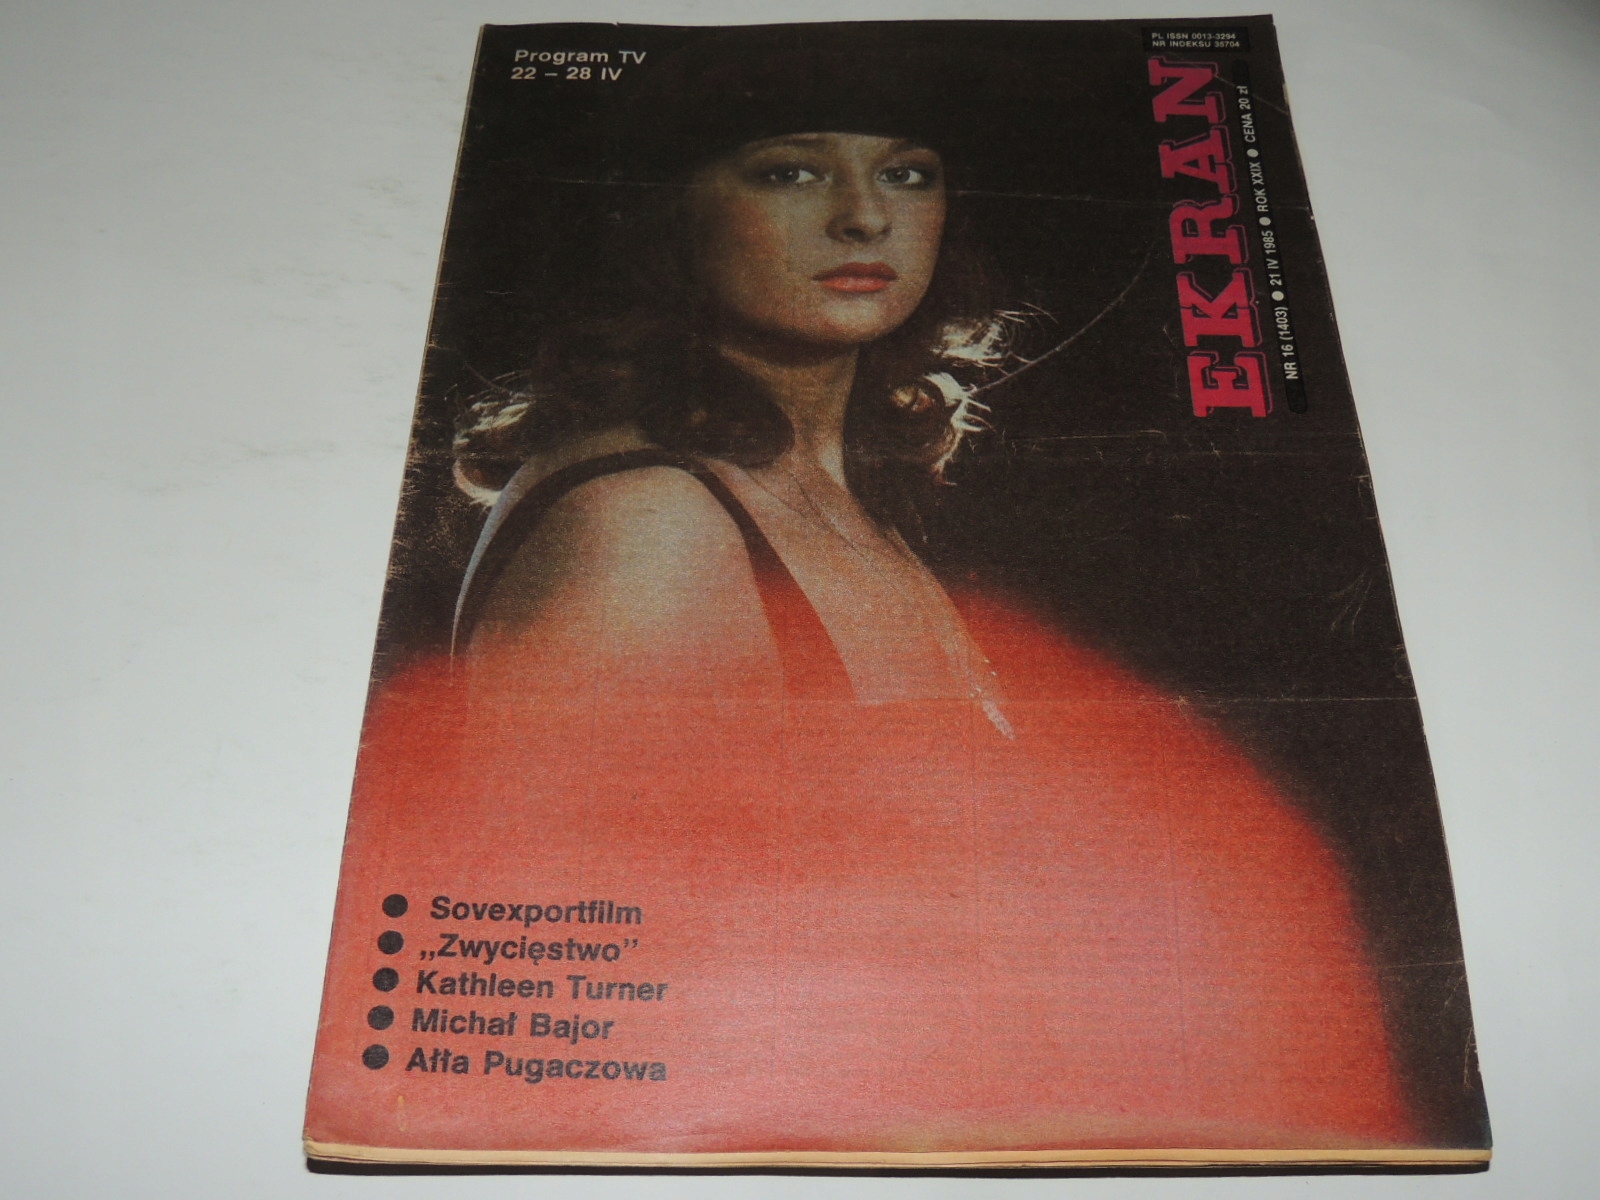 Program TV
22 – 28 IV
PL ISSN 0013-3294
NR INDEKSU 35704
EKRAN
NR 16 (1403) ● 21 IV 1985 ● ROK XXIX ● CENA 20 zł
● Sovexportfilm
● „Zwycięstwo”
● Kathleen Turner
● Michał Bajor
● Ałła Pugaczowa